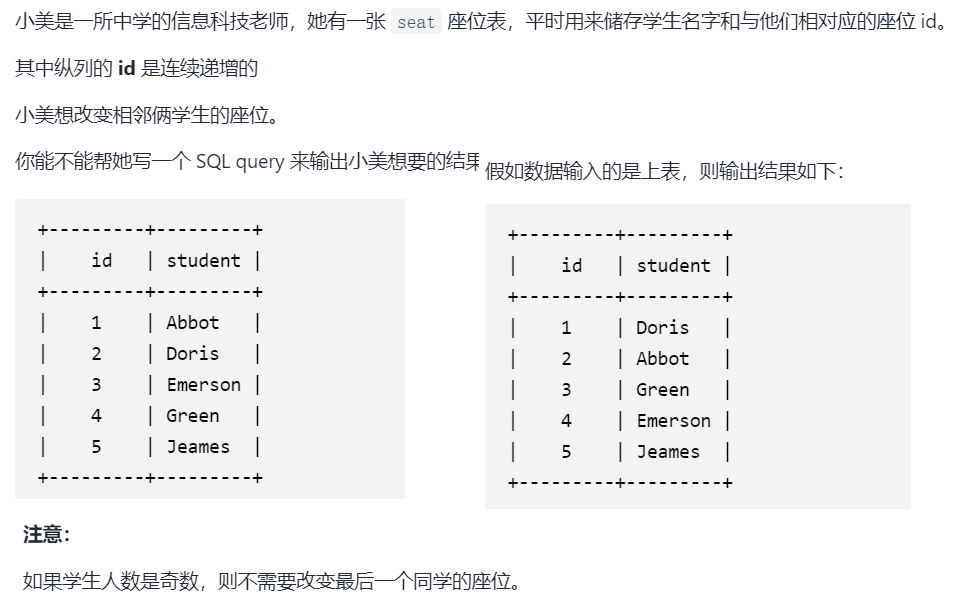 小美是一所中学的信息科技老师，她有一张 seat 座位表，平时用来储存学生名字和与他们相对应的座位 id。
其中纵列的 id 是连续递增的
小美想改变相邻俩学生的座位。
你能不能帮她写一个 SQL query 来输出小美想要的结果
+---------+---------+
|    id   | student |
+---------+---------+
|    1    | Abbot   |
|    2    | Doris   |
|    3    | Emerson |
|    4    | Green   |
|    5    | Jeames  |
+---------+---------+
假如数据输入的是上表，则输出结果如下：
+---------+---------+
|    id   | student |
+---------+---------+
|    1    | Doris   |
|    2    | Abbot   |
|    3    | Green   |
|    4    | Emerson |
|    5    | Jeames  |
+---------+---------+
注意：
如果学生人数是奇数，则不需要改变最后一个同学的座位。